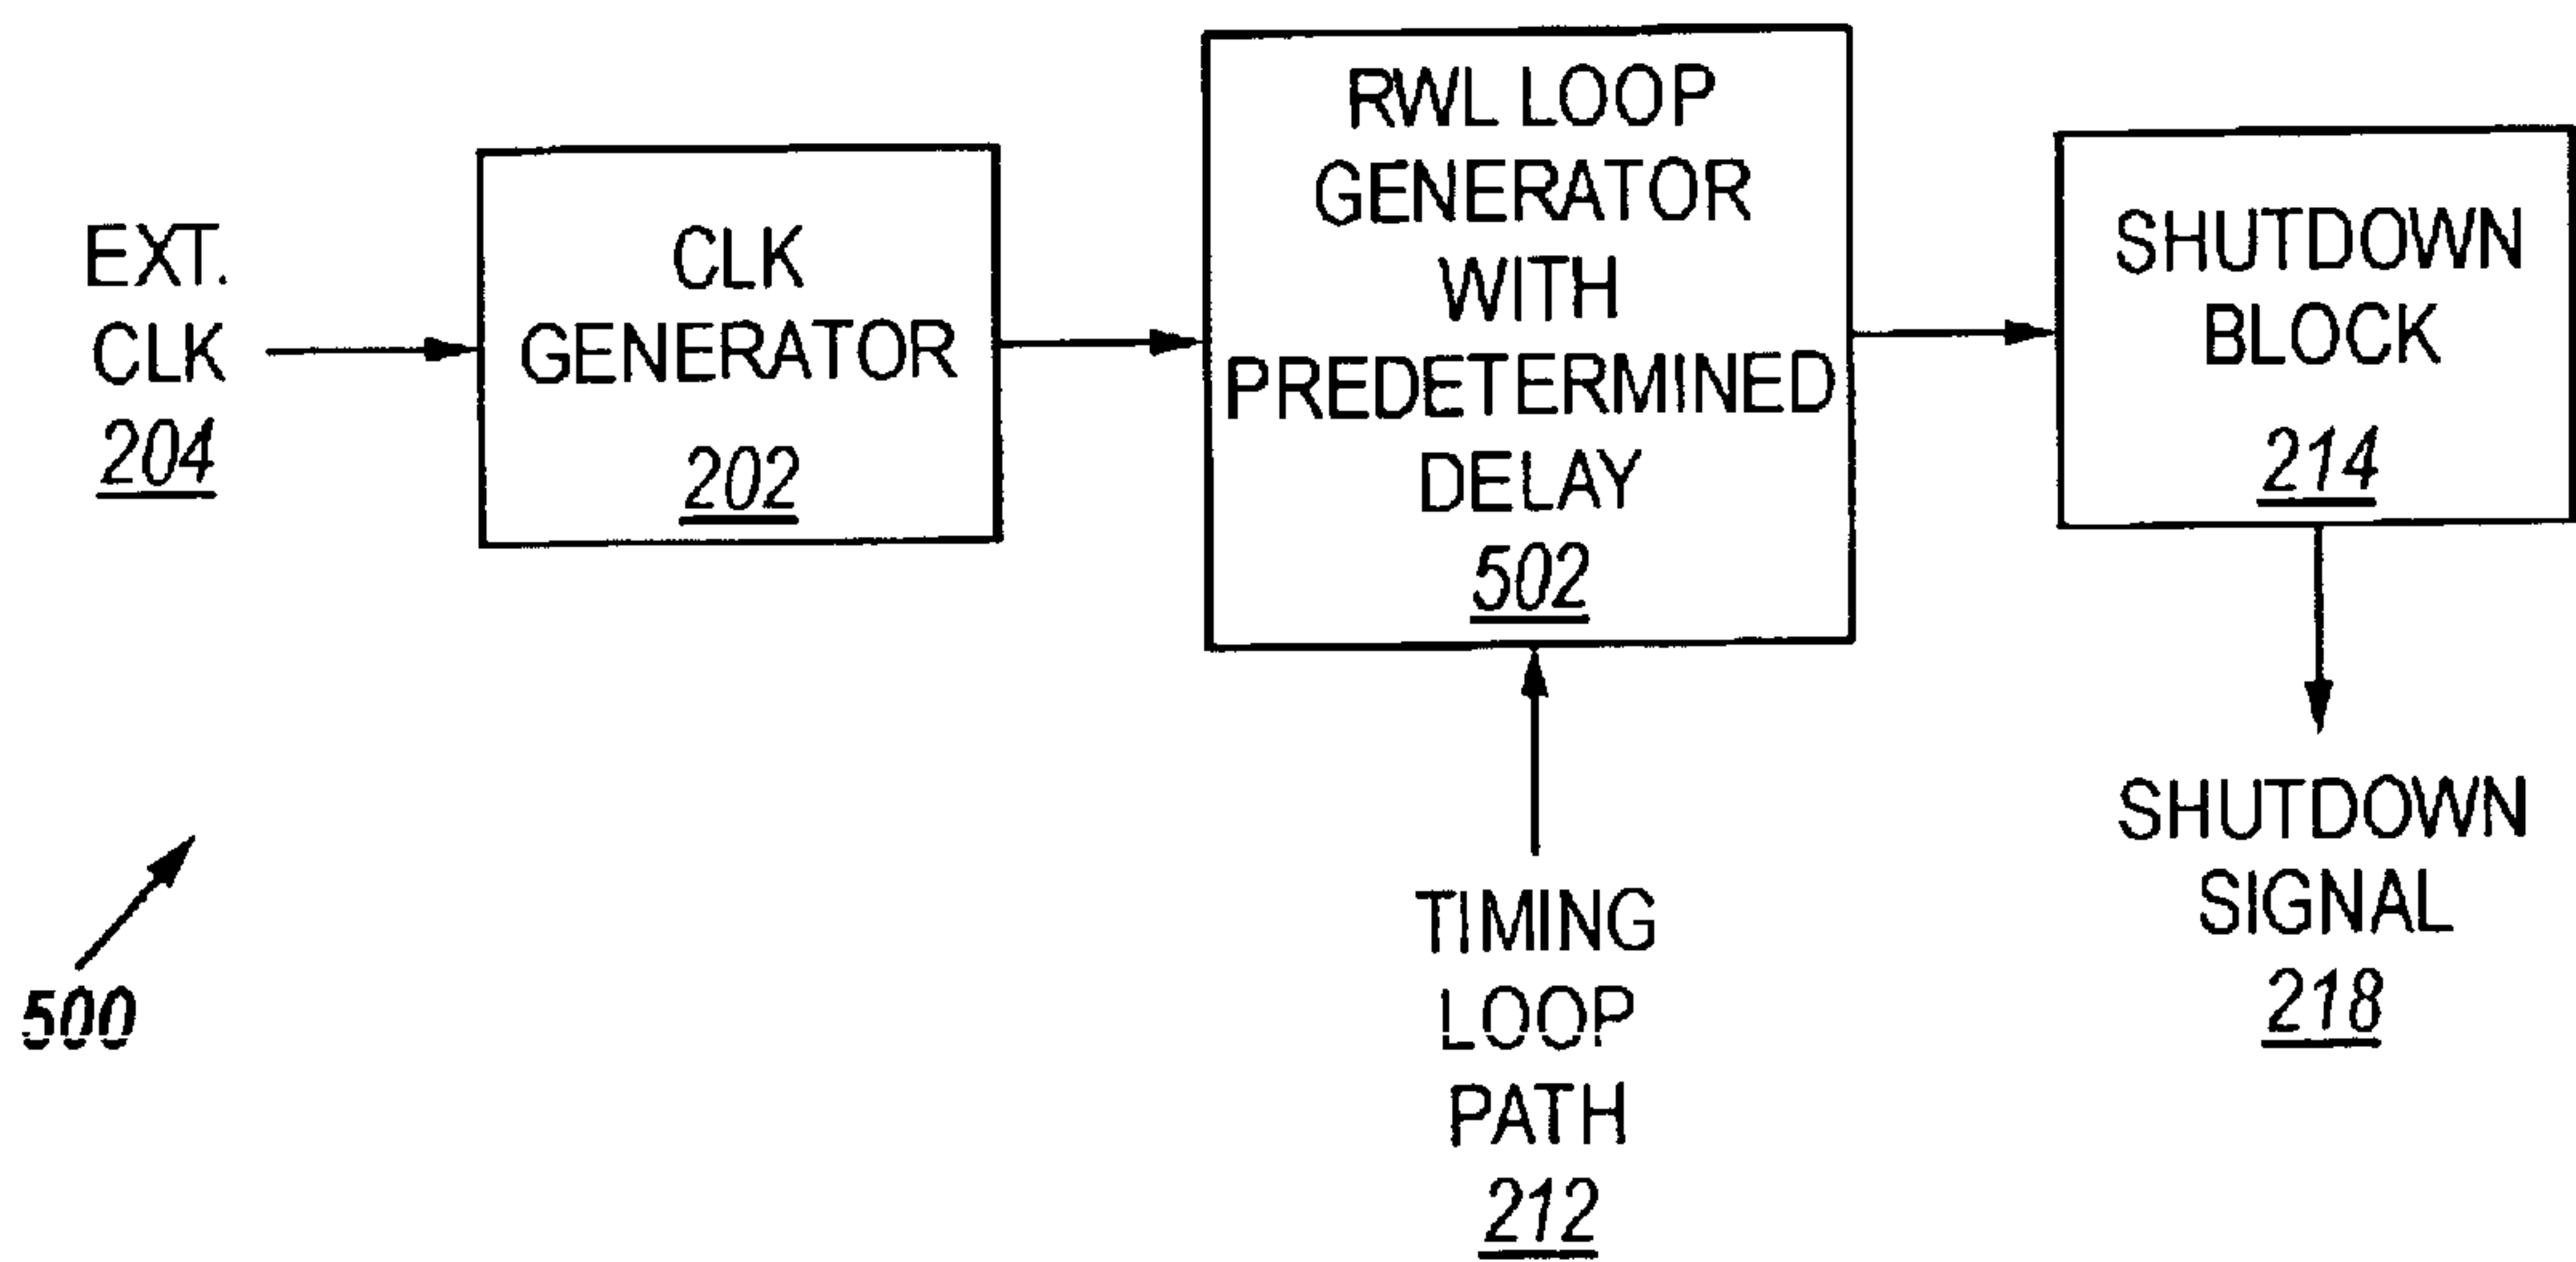 EXT.
CLK
204
CLK
GENERATOR
202
RWL LOOP
GENERATOR
WITH
PREDETERMINED
DELAY
502
SHUTDOWN
BLOCK
214
TIMING
LOOP
PATH
212
SHUTDOWN
SIGNAL
218
500